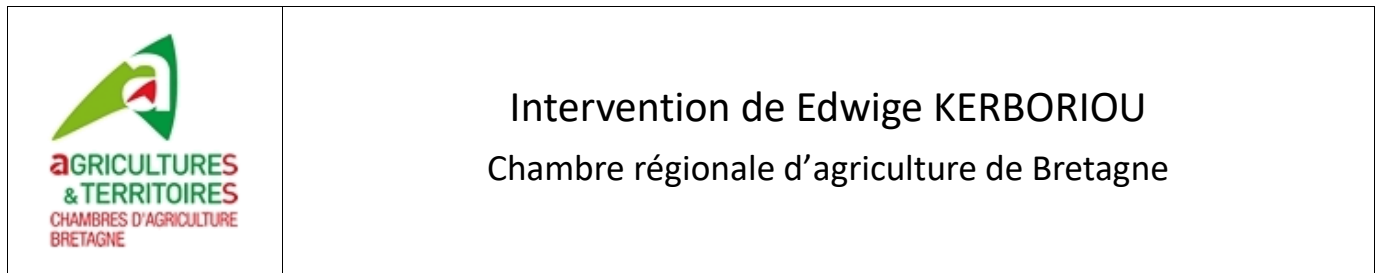 aGRICULTURES
& TERRITOIRES
CHAMBRES D'AGRICULTURE
BRETAGNE
Intervention de Edwige KERBORIOU
Chambre régionale d’agriculture de Bretagne